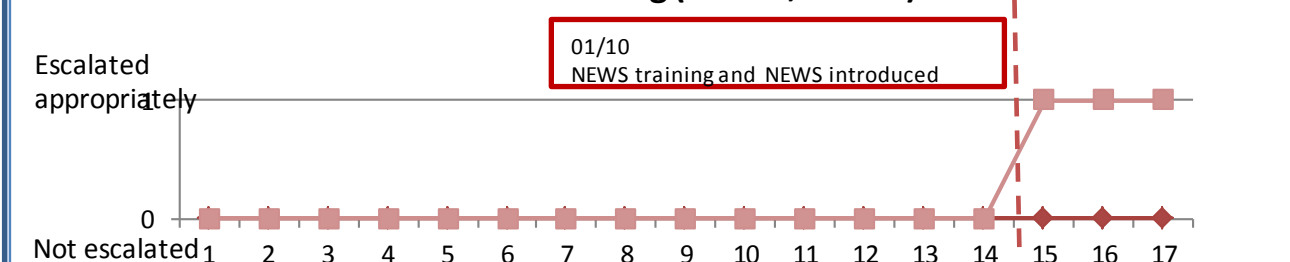 01/10
NEWS training and NEWS introduced
Escalated
appropriately
1
0
Not escalated
1 2 3 4 5 6 7 8 9 10 11 12 13 14 15 16 17